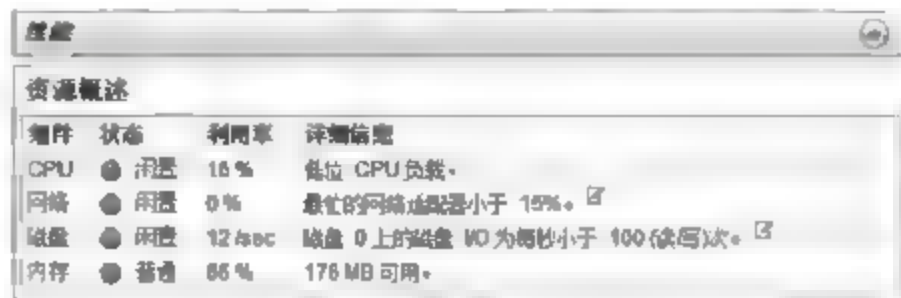 性能
资源概述
组件 状态 利用率 详细信息
CPU 闲置 16 % 低位 CPU 负载。
网络 闲置 0 % 最忙的网络适配器小于 15%。
磁盘 闲置 12 /sec 磁盘 0 上的磁盘 I/O 为每秒小于 100 (读/写)次。
内存 普通 % 176 MB 可用。